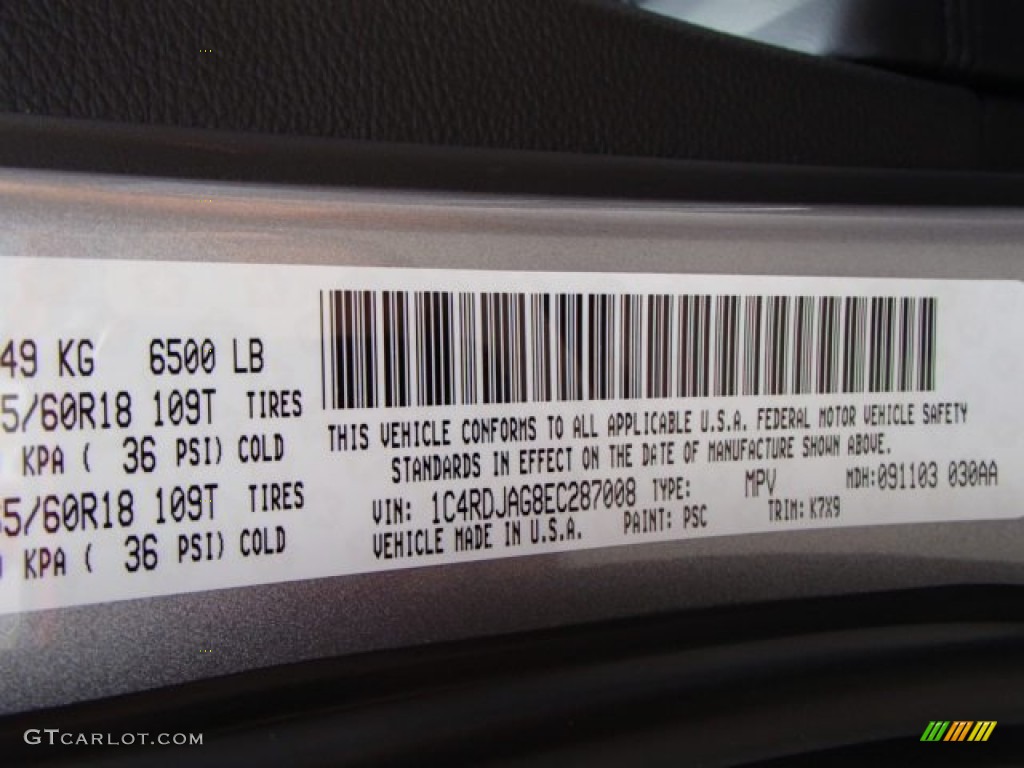 49 KG 6500 LB
5/60R18 109T TIRES
KPA ( 36 PSI) COLD
5/60R18 109T TIRES
KPA ( 36 PSI) COLD
THIS VEHICLE CONFORMS TO ALL APPLICABLE U.S.A. FEDERAL MOTOR VEHICLE SAFETY
STANDARDS IN EFFECT ON THE DATE OF MANUFACTURE SHOWN ABOVE.
VIN: 1C4RDJAG8EC287008 TYPE: MPV MDH:091103 030AA
VEHICLE MADE IN U.S.A. PAINT: PSC TRIM: K7X9
GTCARLOT.COM